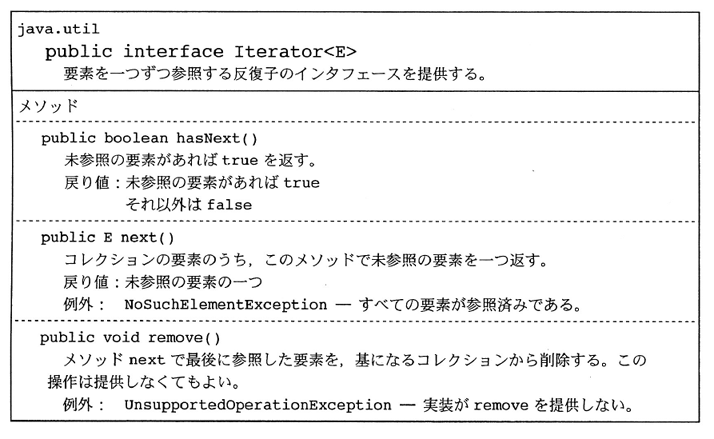 java.util
public interface Iterator<E>
要素を一つずつ参照する反復子のインタフェースを提供する。
メソッド
public boolean hasNext()
未参照の要素があれば true を返す。
戻り値：未参照の要素があれば true
それ以外は false
public E next()
コレクションの要素のうち，このメソッドで未参照の要素を一つ返す。
戻り値：未参照の要素の一つ
例外： NoSuchElementException — すべての要素が参照済みである。
public void remove()
メソッド next で最後に参照した要素を，基になるコレクションから削除する。この
操作は提供しなくてもよい。
例外： UnsupportedOperationException — 実装が remove を提供しない。